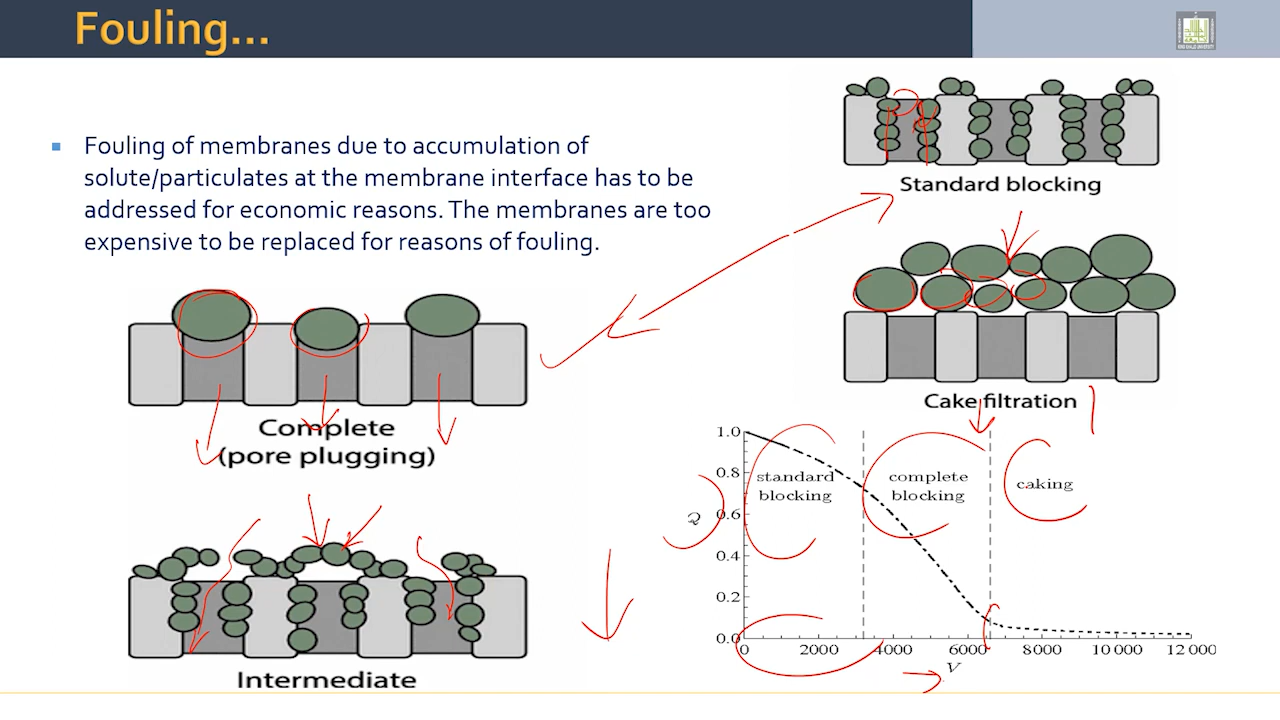 Fouling...
Fouling of membranes due to accumulation of
solute/particulates at the membrane interface has to be
addressed for economic reasons. The membranes are too
expensive to be replaced for reasons of fouling.
Standard blocking
Cake filtration
Complete
(pore plugging)
Intermediate
1.0
0.8
0.6
0.4
0.2
0.0
Q
standard
blocking
complete
blocking
caking
0 2000 4000 6000 8000 10 000 12 000
V